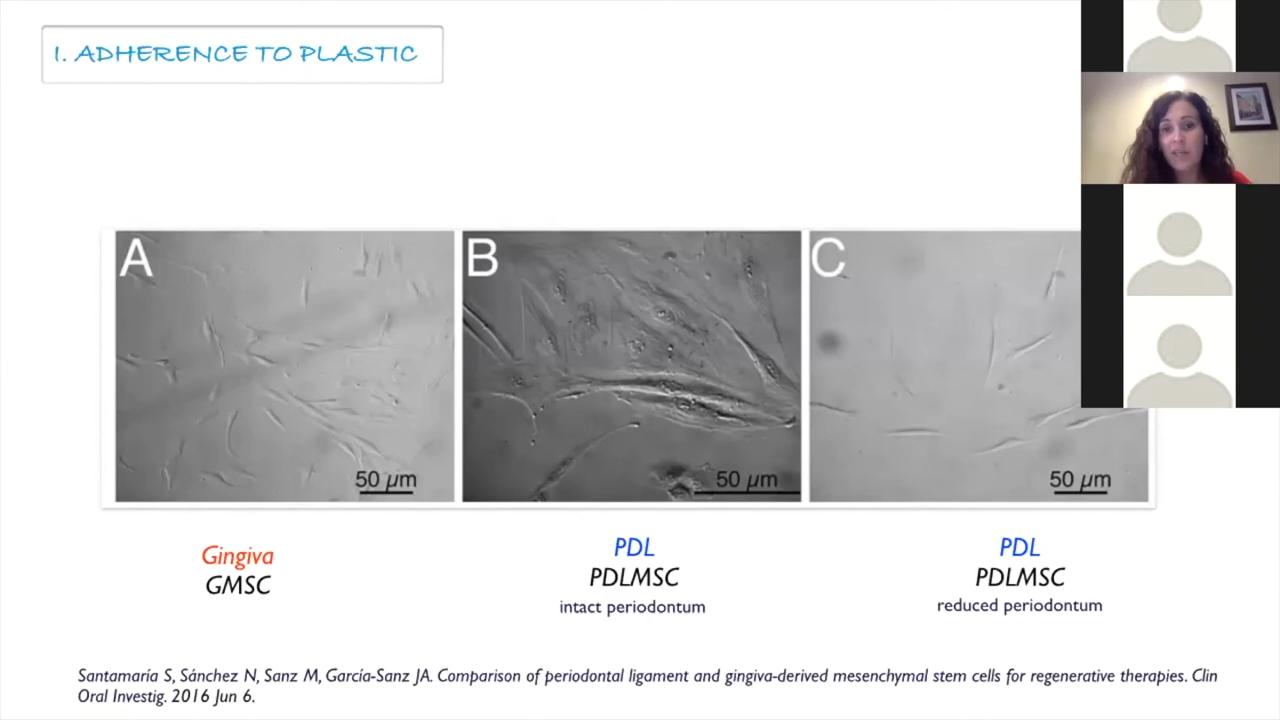 I. ADHERENCE TO PLASTIC
A
B
C
50 µm
50 µm
50 µm
Gingiva
GMSC
PDL
PDLMSC
intact periodontum
PDL
PDLMSC
reduced periodontum
Santamaría S, Sánchez N, Sanz M, García-Sanz JA. Comparison of periodontal ligament and gingiva-derived mesenchymal stem cells for regenerative therapies. Clin
Oral Investig. 2016 Jun 6.